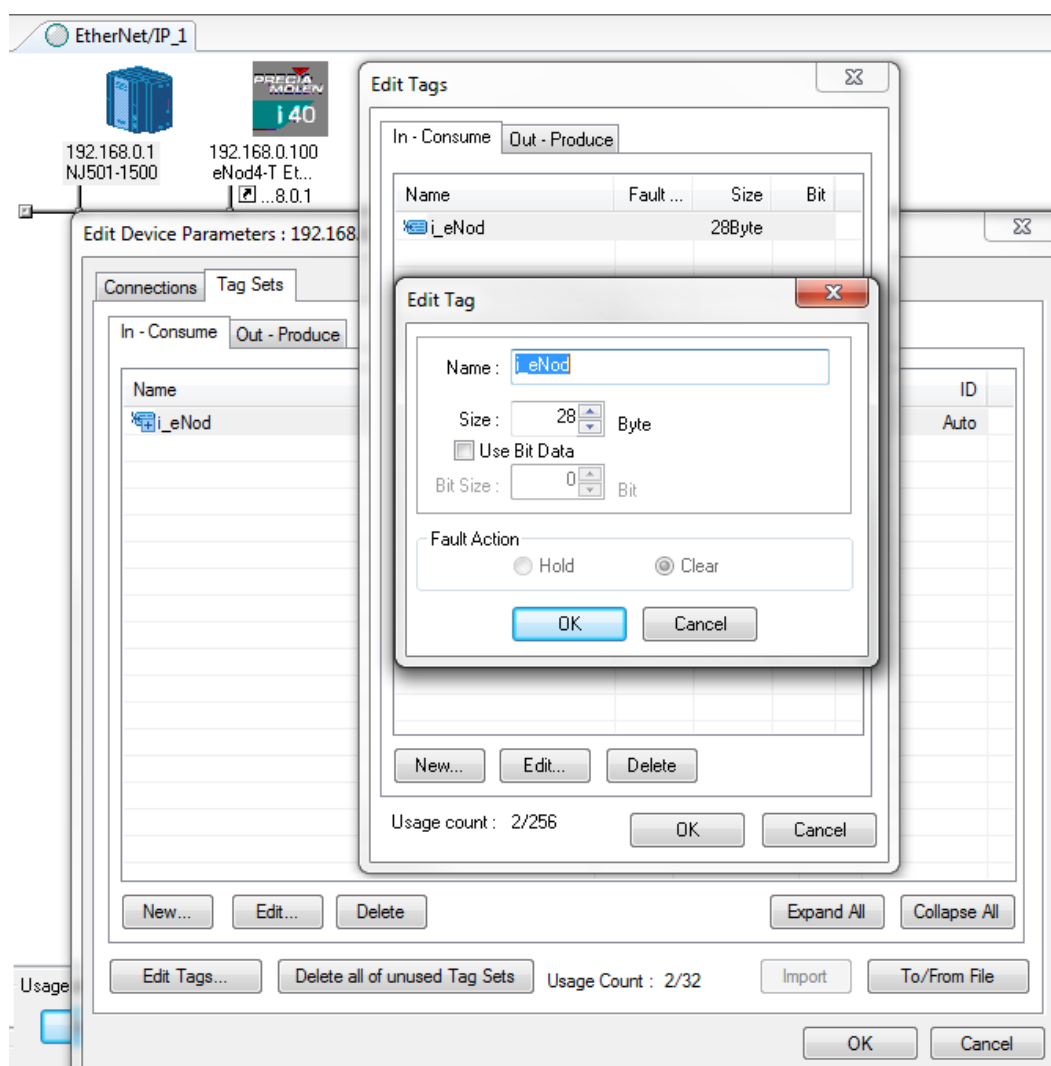 EtherNet/IP_1
PRECIA
MOLEN
i 40
192.168.0.1
NJ501-1500
192.168.0.100
eNod4-T Et...
...8.0.1
Edit Device Parameters : 192.168.
Connections Tag Sets
In - Consume Out - Produce
Name ID
i_eNod Auto
New... Edit... Delete Expand All Collapse All
Edit Tags... Delete all of unused Tag Sets Usage Count : 2/32 Import To/From File
OK Cancel
Usage
Edit Tags
In - Consume Out - Produce
Name Fault ... Size Bit
i_eNod 28Byte
New... Edit... Delete
Usage count : 2/256 OK Cancel
Edit Tag
Name : i_eNod
Size : 28 Byte
Use Bit Data
Bit Size : 0 Bit
Fault Action
Hold Clear
OK Cancel